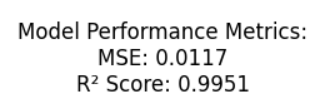 Model Performance Metrics:
MSE: 0.0117
R² Score: 0.9951